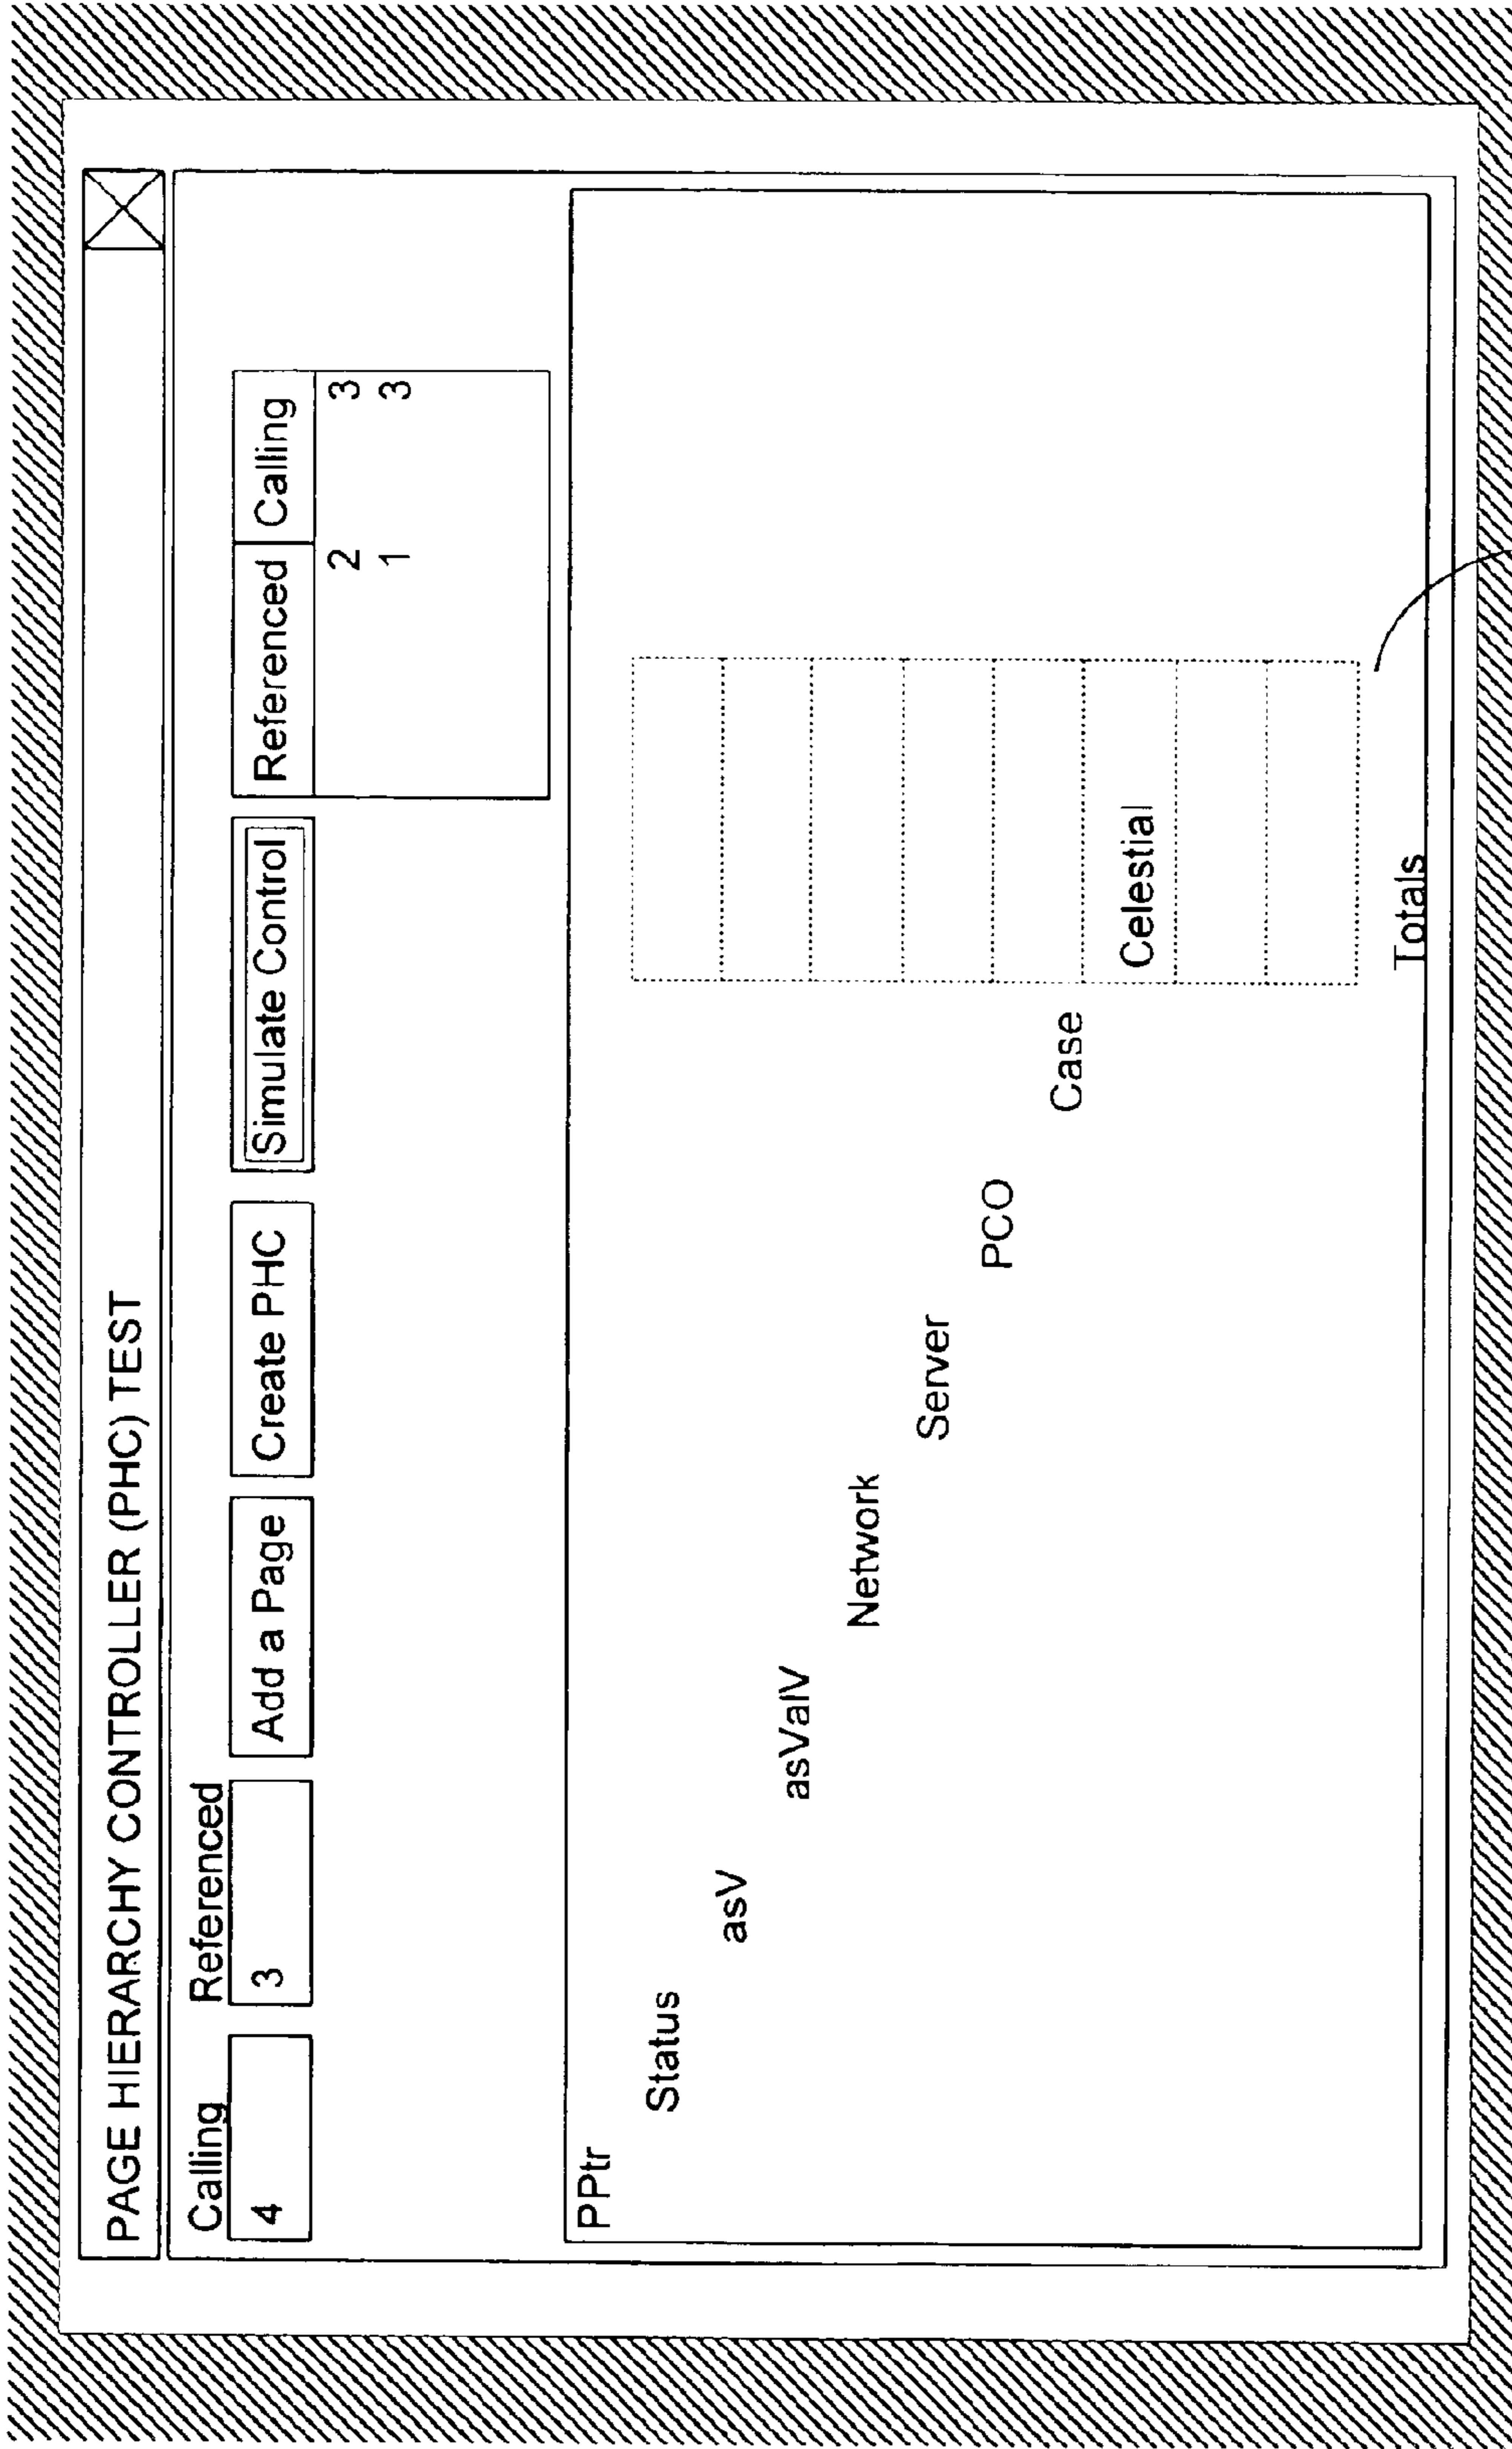 PAGE HIERARCHY CONTROLLER (PHC) TEST
Calling
Referenced
4
3
Add a Page
Create PHC
Simulate Control
Referenced
Calling
2 3
1 3
PPtr
Status
asV
asValV
Network
Server
PCO
Case
Celestial
Totals